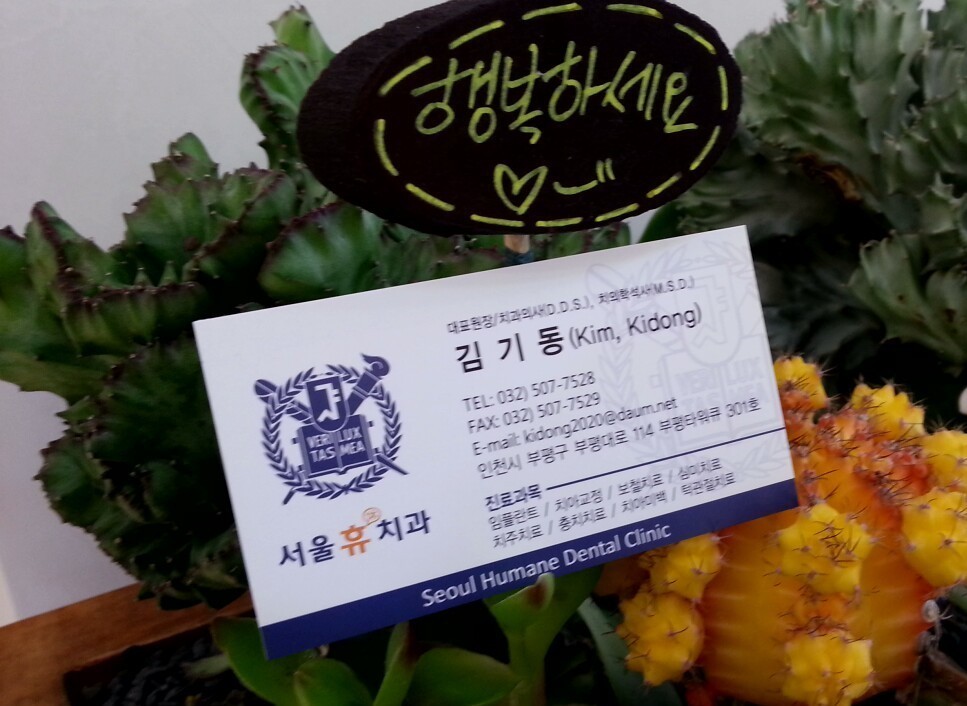 행복하세요
대표원장/치과의사(D.D.S.), 치의학석사(M.S.D.)
김기동(Kim, Kidong)
TEL: 032) 507-7528
FAX: 032) 507-7529
E-mail: kidong2020@daum.net
인천시 부평구 부평대로 114 부평타워큐 301호
진료과목
임플란트 / 치아교정 / 보철치료 / 심미치료
치주치료 / 충치치료 / 치아미백 / 턱관절치료
VERI LUX
TAS MEA
서울휴치과
Seoul Humane Dental Clinic
VERI LUX
TAS